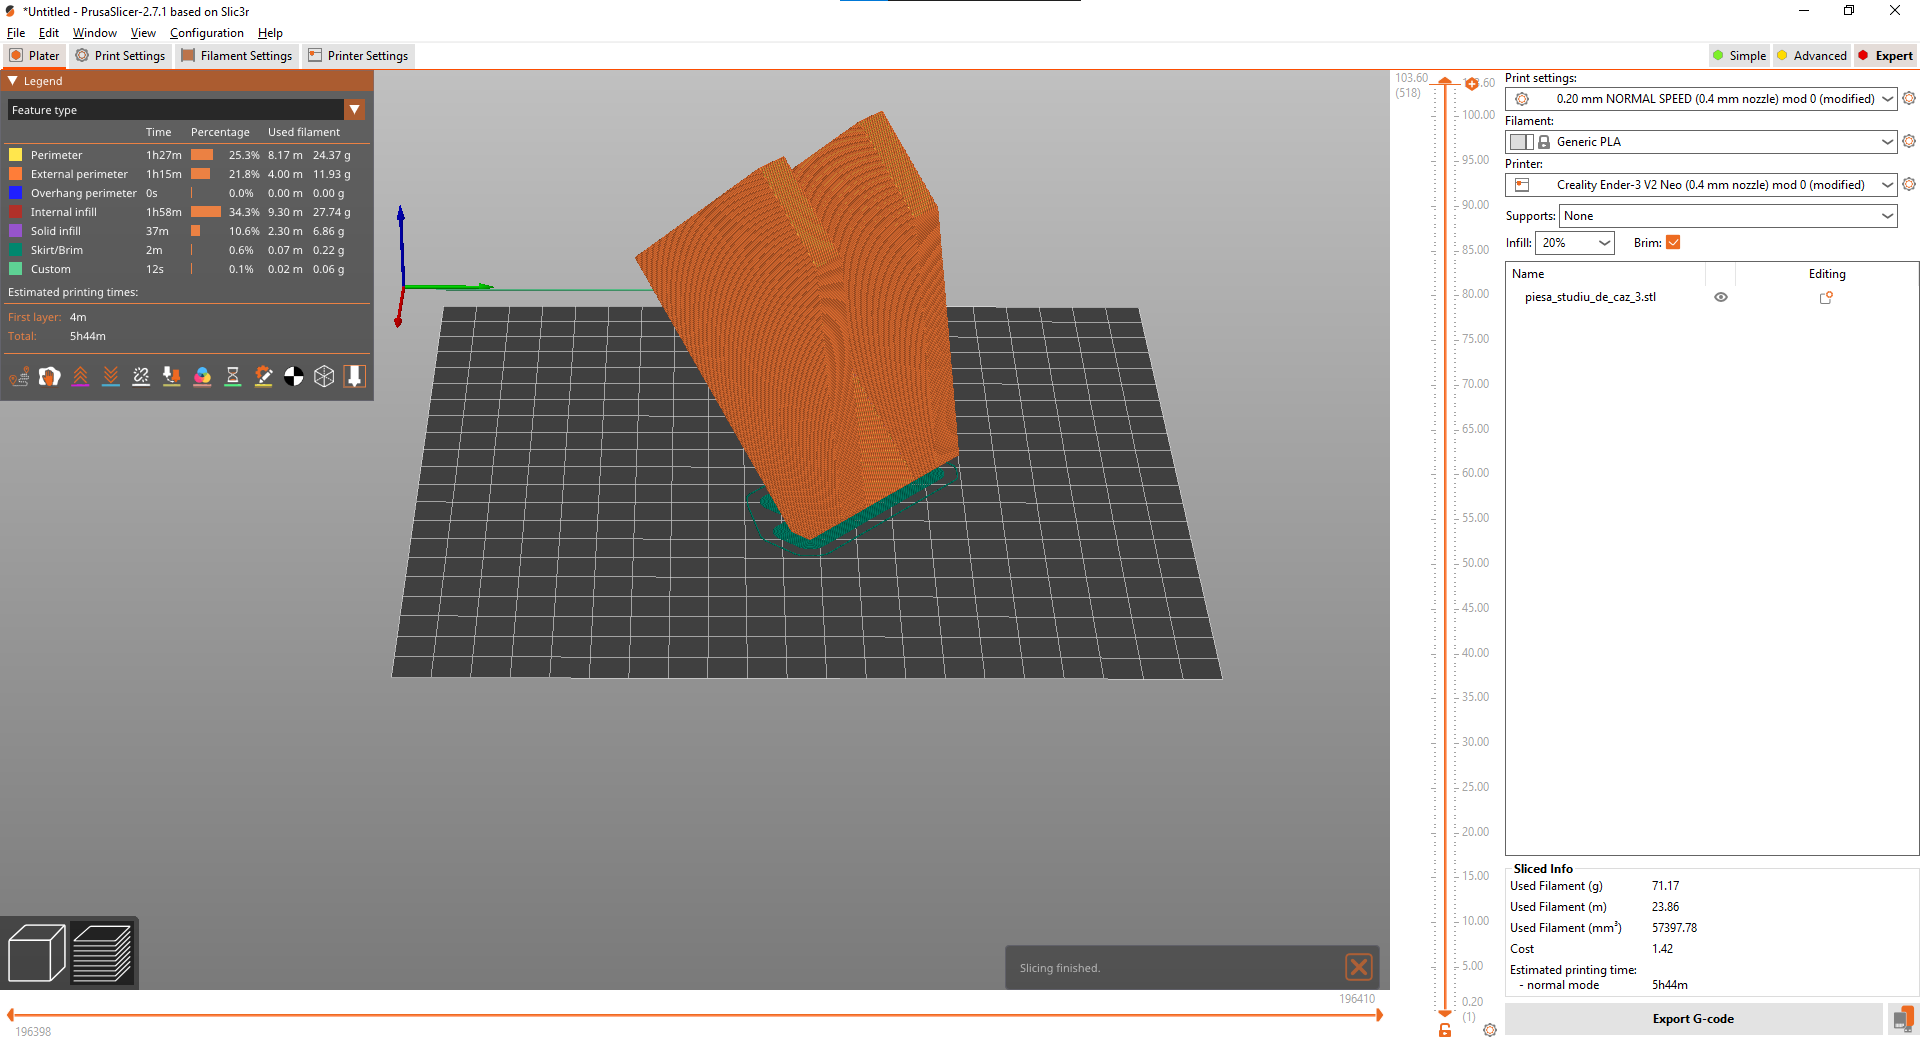 *Untitled - PrusaSlicer-2.7.1 based on Slic3r
File Edit Window View Configuration Help
Plater Print Settings Filament Settings Printer Settings
Simple Advanced Expert
Legend
Feature type
Time Percentage Used filament
Perimeter 1h27m 25.3% 8.17 m 24.37 g
External perimeter 1h15m 21.8% 4.00 m 11.93 g
Overhang perimeter 0s 0.0% 0.00 m 0.00 g
Internal infill 1h58m 34.3% 9.30 m 27.74 g
Solid infill 37m 10.6% 2.30 m 6.86 g
Skirt/Brim 2m 0.6% 0.07 m 0.22 g
Custom 12s 0.1% 0.02 m 0.06 g
Estimated printing times:
First layer: 4m
Total: 5h44m
Slicing finished.
196410
196398
103.60
(518)
100.00
95.00
90.00
85.00
80.00
75.00
70.00
65.00
60.00
55.00
50.00
45.00
40.00
35.00
30.00
25.00
20.00
15.00
10.00
5.00
0.20
(1)
Print settings:
0.20 mm NORMAL SPEED (0.4 mm nozzle) mod 0 (modified)
Filament:
Generic PLA
Printer:
Creality Ender-3 V2 Neo (0.4 mm nozzle) mod 0 (modified)
Supports: None
Infill: 20% Brim:
Name Editing
piesa_studiu_de_caz_3.stl
Sliced Info
Used Filament (g) 71.17
Used Filament (m) 23.86
Used Filament (mm³) 57397.78
Cost 1.42
Estimated printing time:
- normal mode 5h44m
Export G-code